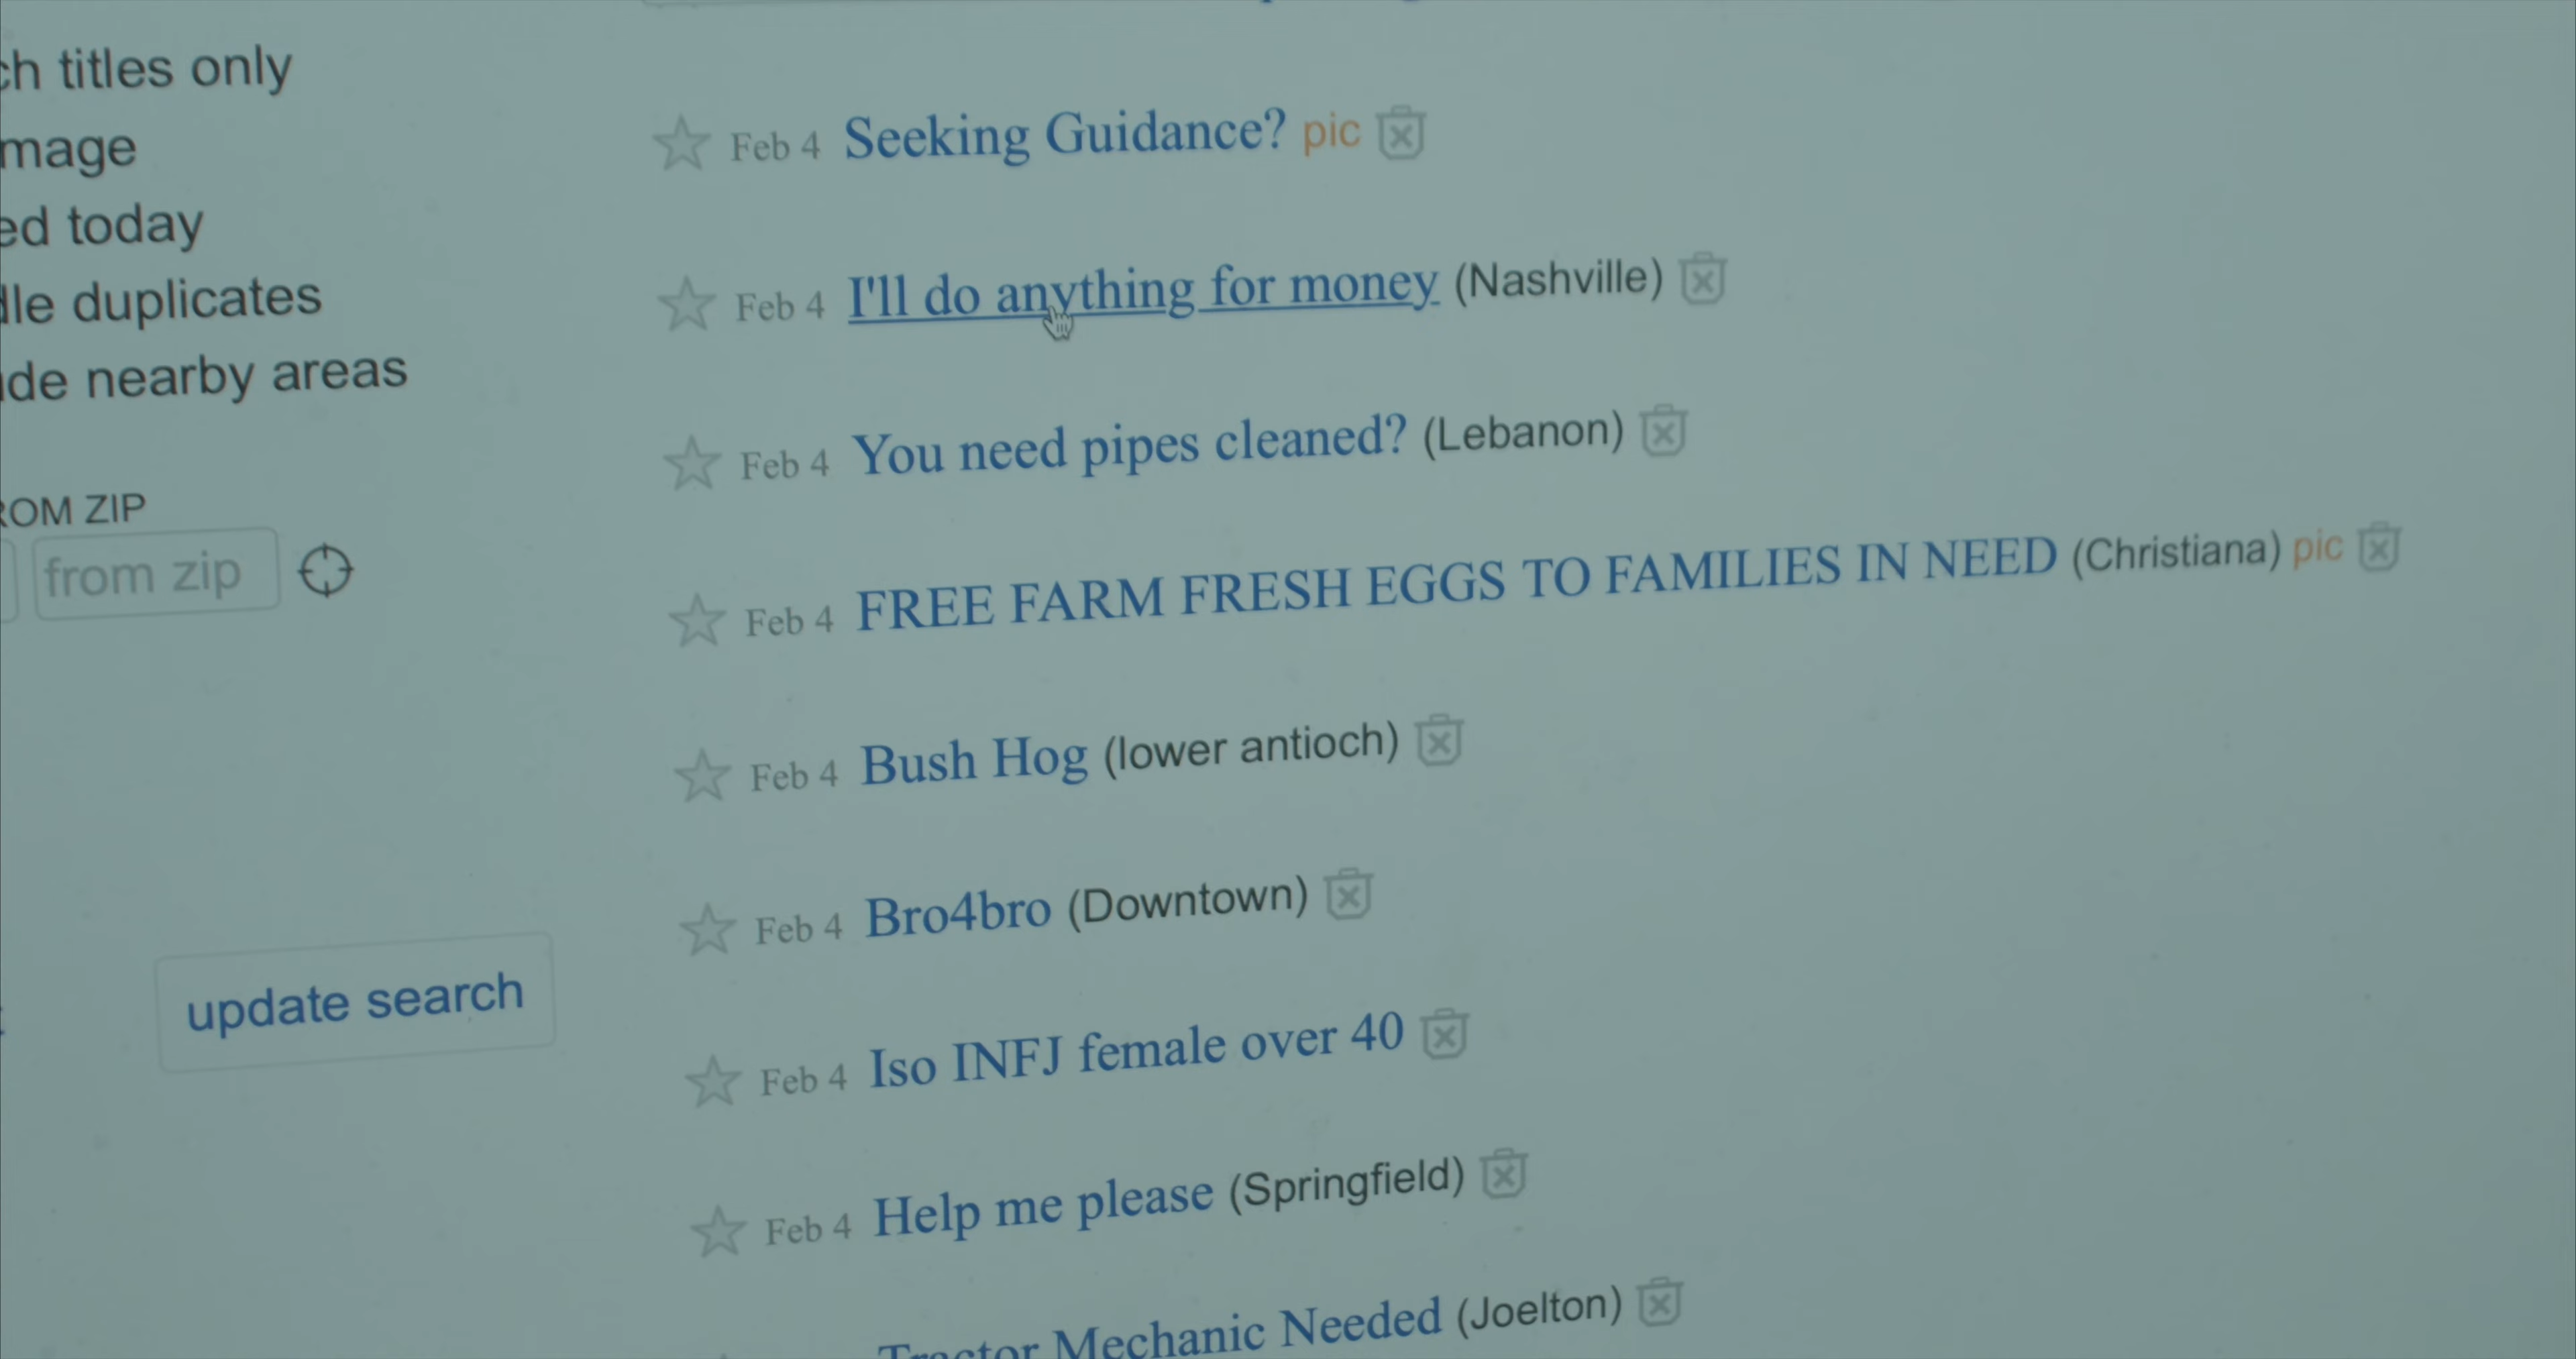 ch titles only
mage
ed today
dle duplicates
ude nearby areas
ROM ZIP
from zip
update search
Feb 4 Seeking Guidance? pic
Feb 4 I'll do anything for money (Nashville)
Feb 4 You need pipes cleaned? (Lebanon)
Feb 4 FREE FARM FRESH EGGS TO FAMILIES IN NEED (Christiana) pic
Feb 4 Bush Hog (lower antioch)
Feb 4 Bro4bro (Downtown)
Feb 4 Iso INFJ female over 40
Feb 4 Help me please (Springfield)
Tractor Mechanic Needed (Joelton)